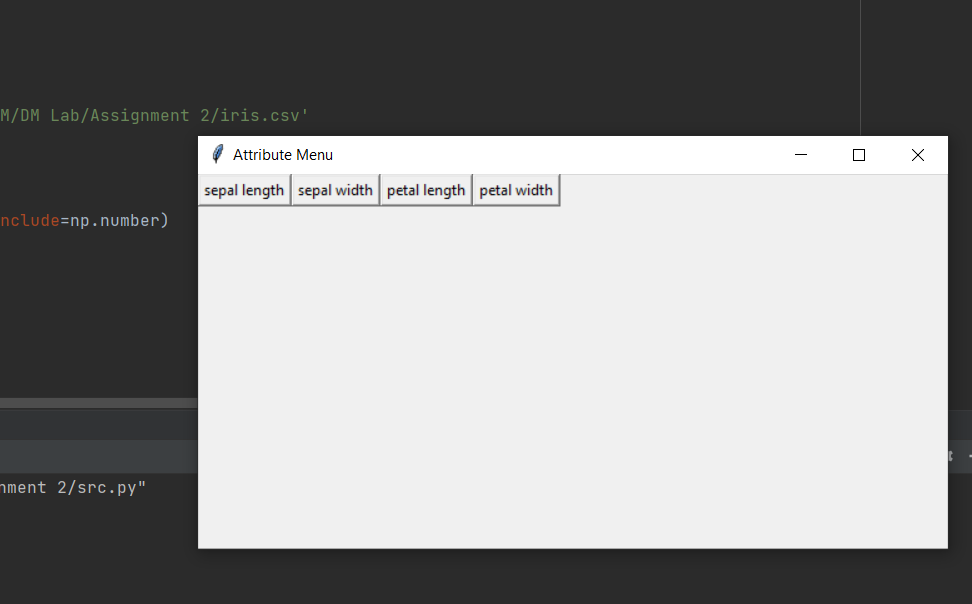 M/DM Lab/Assignment 2/iris.csv'
Attribute Menu
sepal length sepal width petal length petal width
nclude=np.number)
nment 2/src.py"